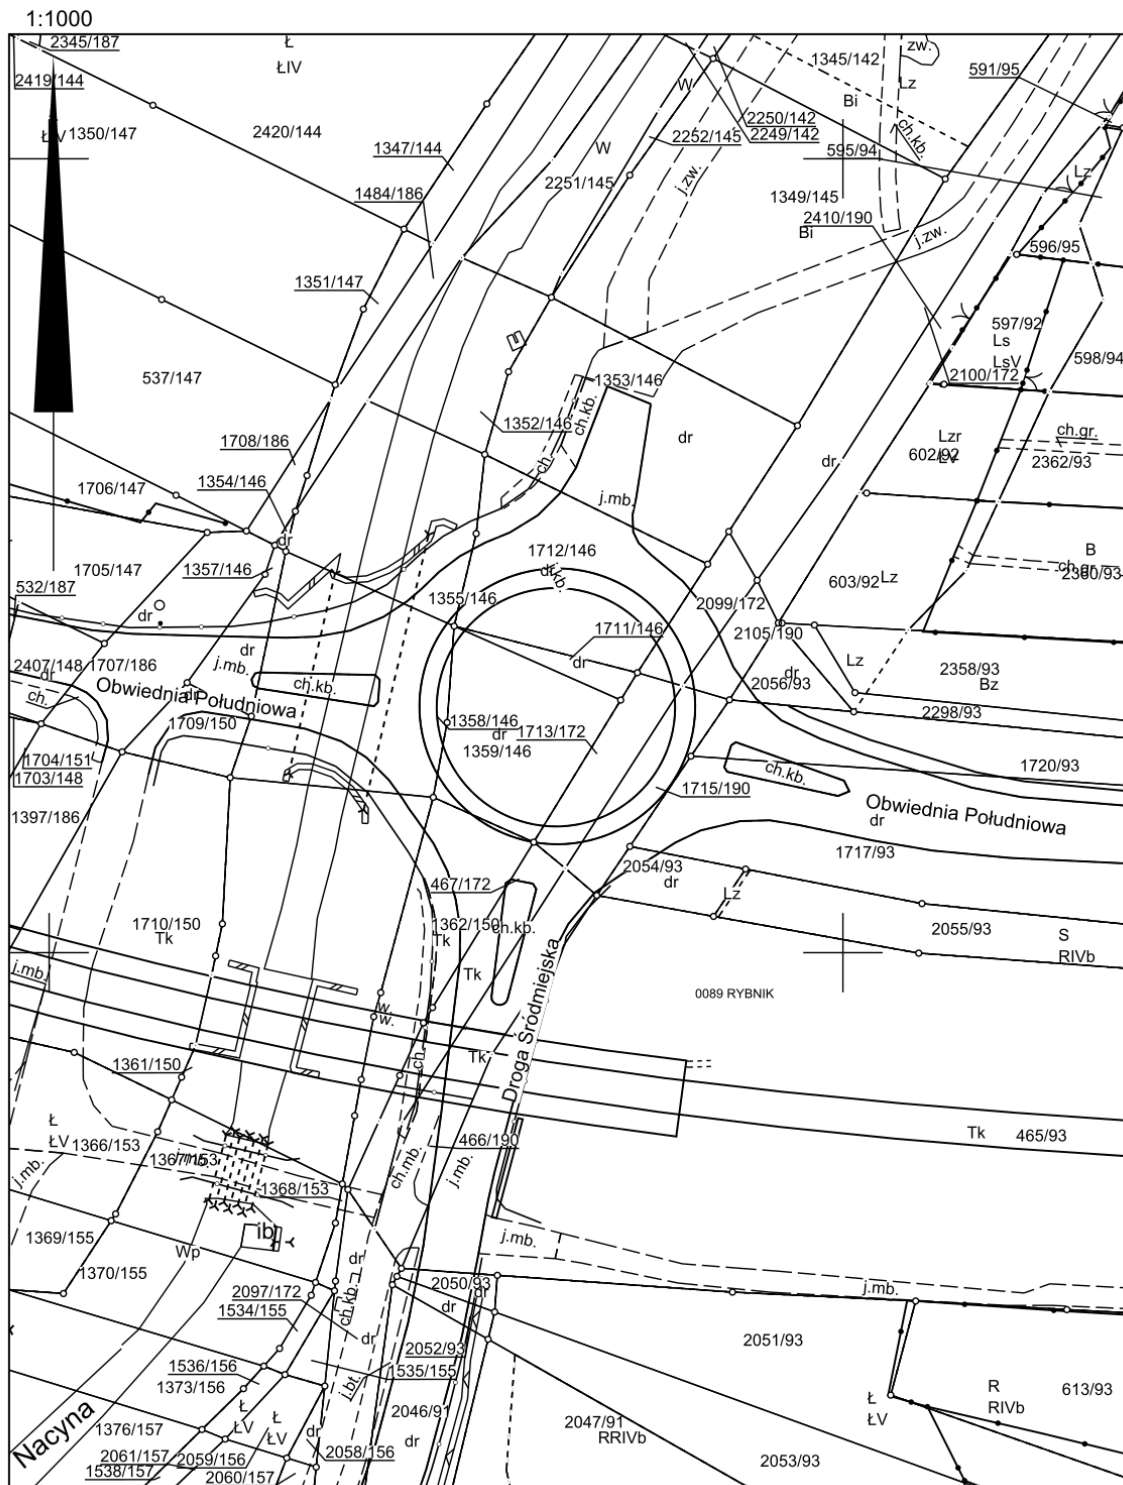 1:1000
2345/187
Ł
ŁIV
2419/144
1350/147
2420/144
1347/144
1484/186
W
W
2251/145
2252/145
2250/142
2249/142
j.zw.
1345/142
zw.
Lz
Bi
ch.kb.
595/94
591/95
1349/145
2410/190
Bi
j.zw.
Lz
596/95
1351/147
537/147
1708/186
1354/146
1706/147
1705/147
dr
1357/146
532/187
dr
1352/146
1353/146
ch.kb.
ch.
dr
j.mb.
dr
597/92
Ls
LsV
598/94
2100/172
Lzr
ŁV
602/92
ch.gr.
2362/93
B
ch.gr.
2360/93
603/92
Lz
1712/146
dr
j.kb.
1355/146
2099/172
2105/190
1711/146
dr
dr
2056/93
Lz
2358/93
Bz
2298/93
2407/148
dr
ch.
1707/186
dr
j.mb.
ch.kb.
Obwiednia Południowa
dr
1709/150
1704/151
1703/148
1397/186
1358/146
dr
1359/146
1713/172
1715/190
ch.kb.
1720/93
Obwiednia Południowa
dr
1717/93
2054/93
dr
Lz
467/172
1362/150
ch.kb.
Tk
Tk
1710/150
Tk
j.mb.
2055/93
S
RIVb
0089 RYBNIK
w.
w.
Droga Śródmiejska
Tk
ch.
1361/150
Ł
ŁV
1366/153
1367/153
j.mb.
j.mb.
1368/153
ch.mb.
466/190
j.mb.
Tk
465/93
1369/155
1370/155
Wp
ib
j.mb.
dr
ch.kb.
2097/172
1534/155
dr
2050/93
dr
dr
j.mb.
2051/93
2052/93
1535/155
1536/156
1373/156
j.bt.
Nacyna
1376/157
Ł
ŁV
Ł
ŁV
2061/157
2059/156
1538/157
2060/157
dr
2058/156
2046/91
dr
2047/91
RRIVb
2053/93
Ł
ŁV
R
RIVb
613/93